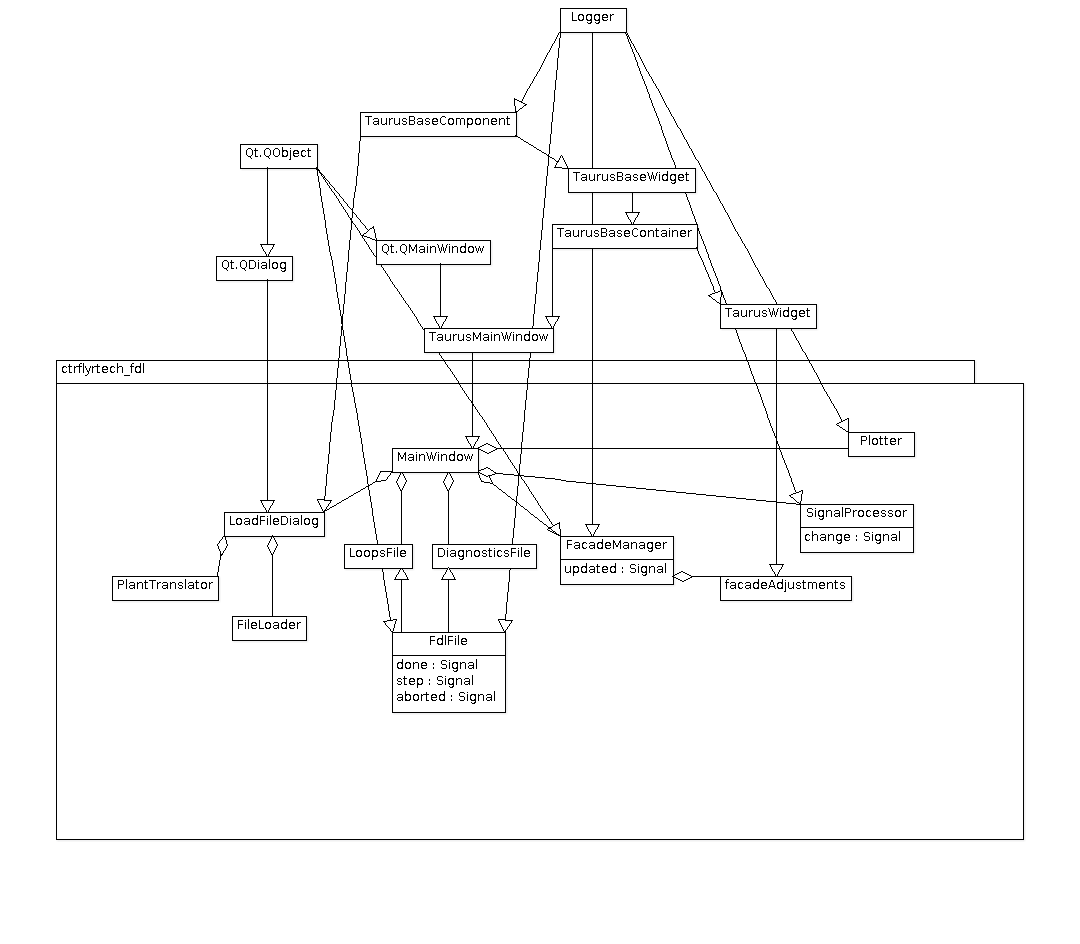 Logger
TaurusBaseComponent
Qt.QObject
TaurusBaseWidget
TaurusBaseContainer
Qt.QMainWindow
Qt.QDialog
TaurusWidget
TaurusMainWindow
ctrflyrtech_fdl
Plotter
MainWindow
SignalProcessor
change : Signal
LoadFileDialog
LoopsFile
DiagnosticsFile
FacadeManager
updated : Signal
PlantTranslator
facadeAdjustments
FileLoader
FdlFile
done : Signal
step : Signal
aborted : Signal